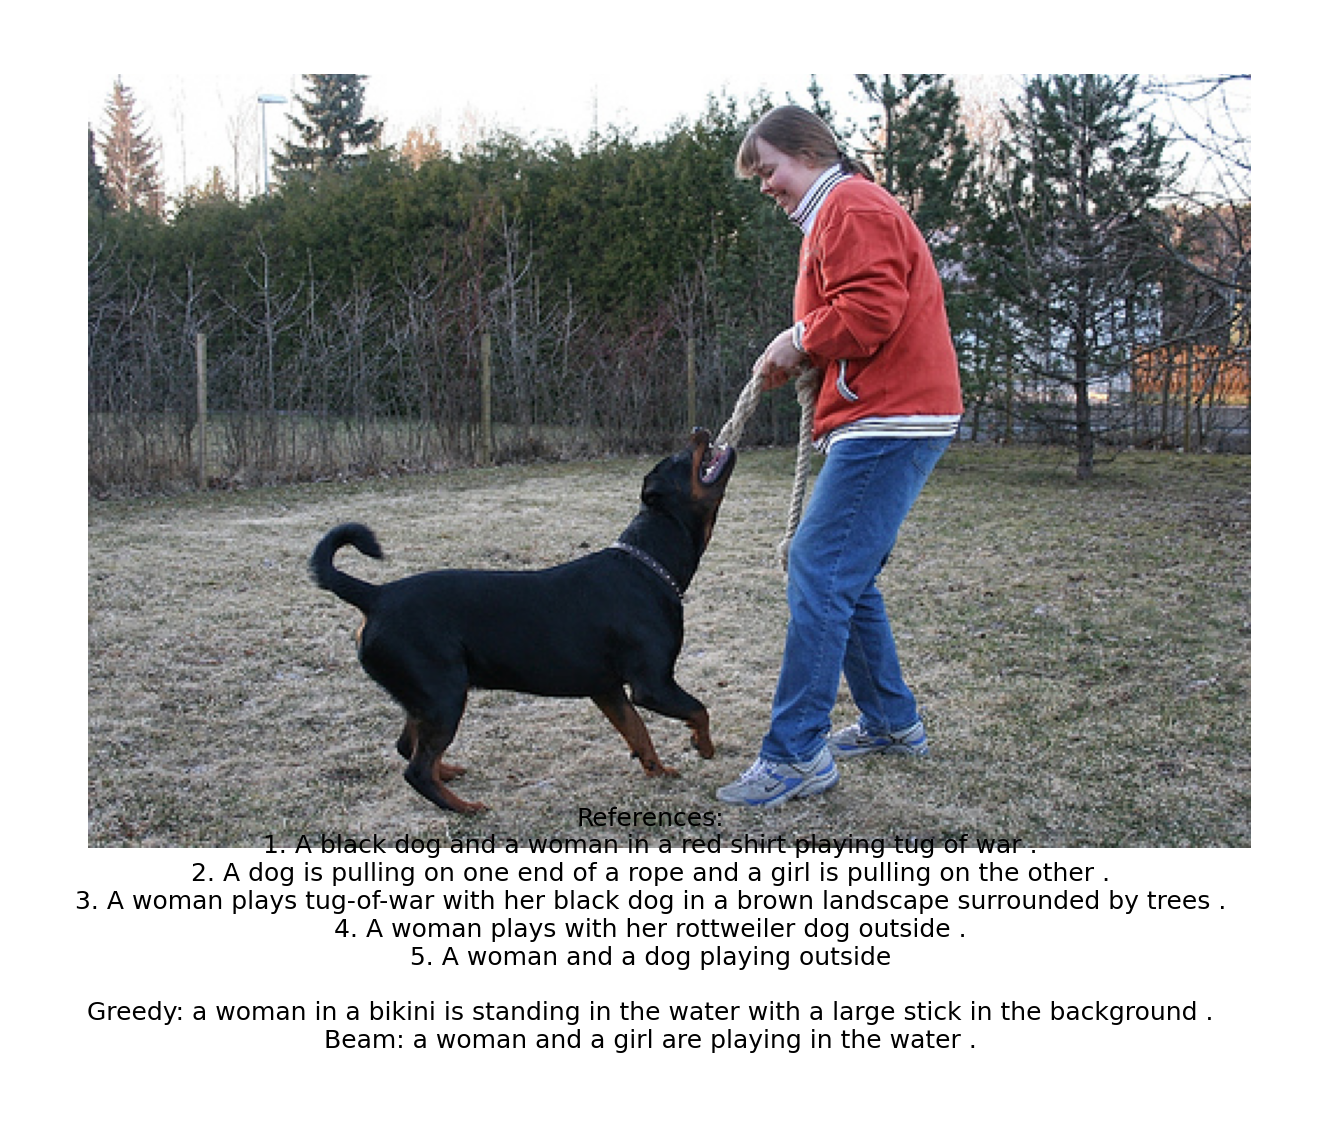 References:
1. A black dog and a woman in a red shirt playing tug of war .
2. A dog is pulling on one end of a rope and a girl is pulling on the other .
3. A woman plays tug-of-war with her black dog in a brown landscape surrounded by trees .
4. A woman plays with her rottweiler dog outside .
5. A woman and a dog playing outside
Greedy: a woman in a bikini is standing in the water with a large stick in the background .
Beam: a woman and a girl are playing in the water .